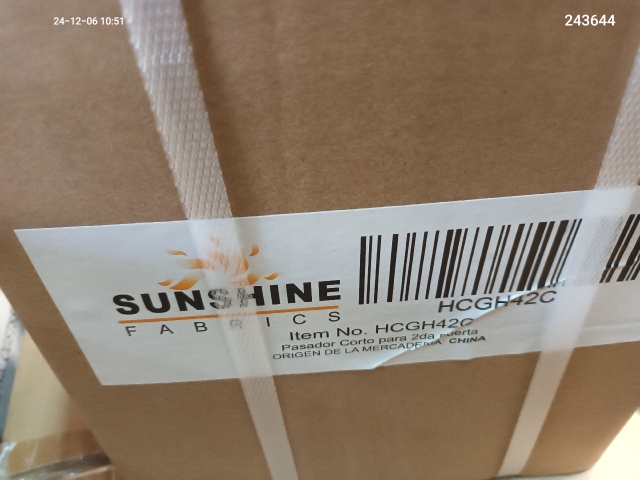 24-12-06 10:51
243644
SUNSHINE
FABRICS
HCGH42C
Item No. HCGH42C
Pasador Corto para 2da puerta
ORIGEN DE LA MERCADERIA: CHINA